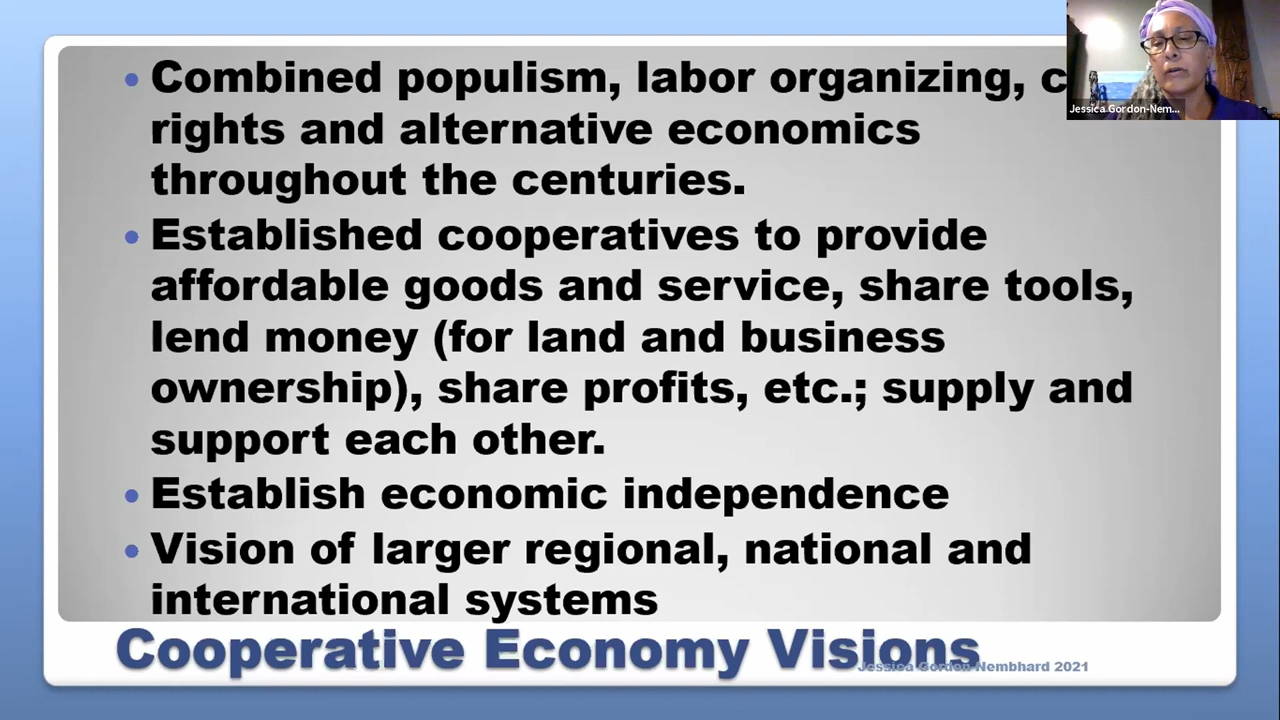 • Combined populism, labor organizing, c
rights and alternative economics
throughout the centuries.
• Established cooperatives to provide
affordable goods and service, share tools,
lend money (for land and business
ownership), share profits, etc.; supply and
support each other.
• Establish economic independence
• Vision of larger regional, national and
international systems
Cooperative Economy Visions
Jessica Gordon Nembhard 2021
Jessica Gordon-Nem...